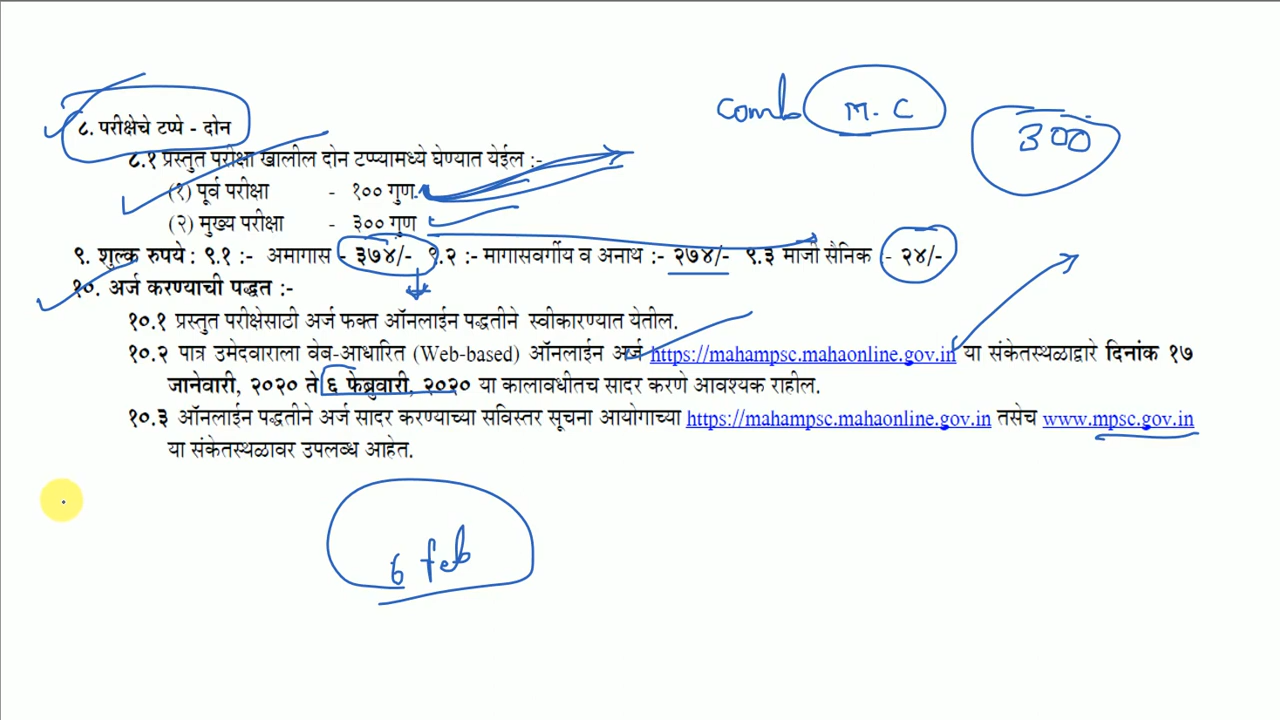 comb M. C
300
८. परीक्षेचे टप्पे - दोन
८.१ प्रस्तुत परीक्षा खालील दोन टप्प्यामध्ये घेण्यात येईल :-
(१) पूर्व परीक्षा - १०० गुण.
(२) मुख्य परीक्षा - ३०० गुण
९. शुल्क रुपये : ९.१ :- अमागास - ३७४/- ९.२ :- मागासवर्गीय व अनाथ :- २७४/- ९.३ माजी सैनिक - २४/-
१०. अर्ज करण्याची पद्धत :-
१०.१ प्रस्तुत परीक्षेसाठी अर्ज फक्त ऑनलाईन पद्धतीने स्वीकारण्यात येतील.
१०.२ पात्र उमेदवाराला वेब-आधारित (Web-based) ऑनलाईन अर्ज https://mahampsc.mahaonline.gov.in या संकेतस्थळाद्वारे दिनांक १७
जानेवारी, २०२० ते ६ फेब्रुवारी, २०२० या कालावधीतच सादर करणे आवश्यक राहील.
१०.३ ऑनलाईन पद्धतीने अर्ज सादर करण्याच्या सविस्तर सूचना आयोगाच्या https://mahampsc.mahaonline.gov.in तसेच www.mpsc.gov.in
या संकेतस्थळावर उपलब्ध आहेत.
6 feb